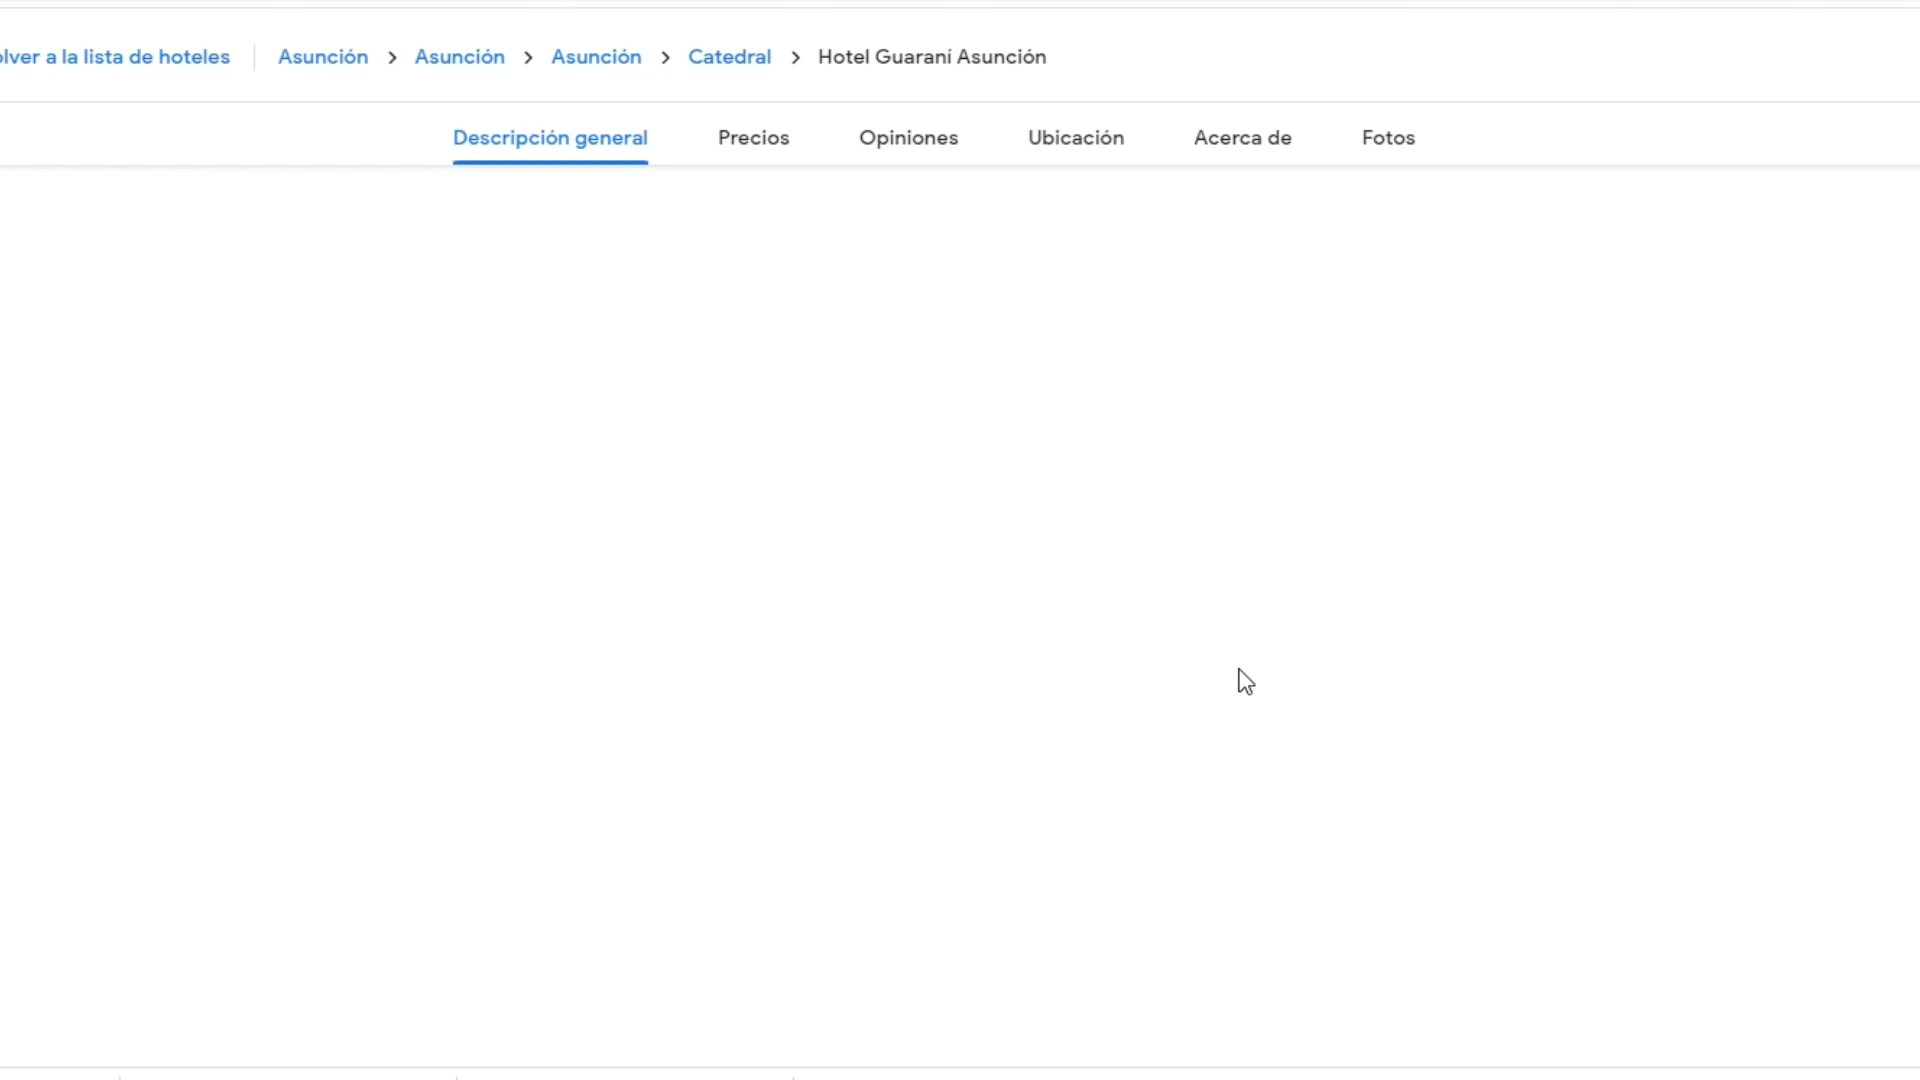 lver a la lista de hoteles Asunción > Asunción > Asunción > Catedral > Hotel Guaraní Asunción
Descripción general Precios Opiniones Ubicación Acerca de Fotos